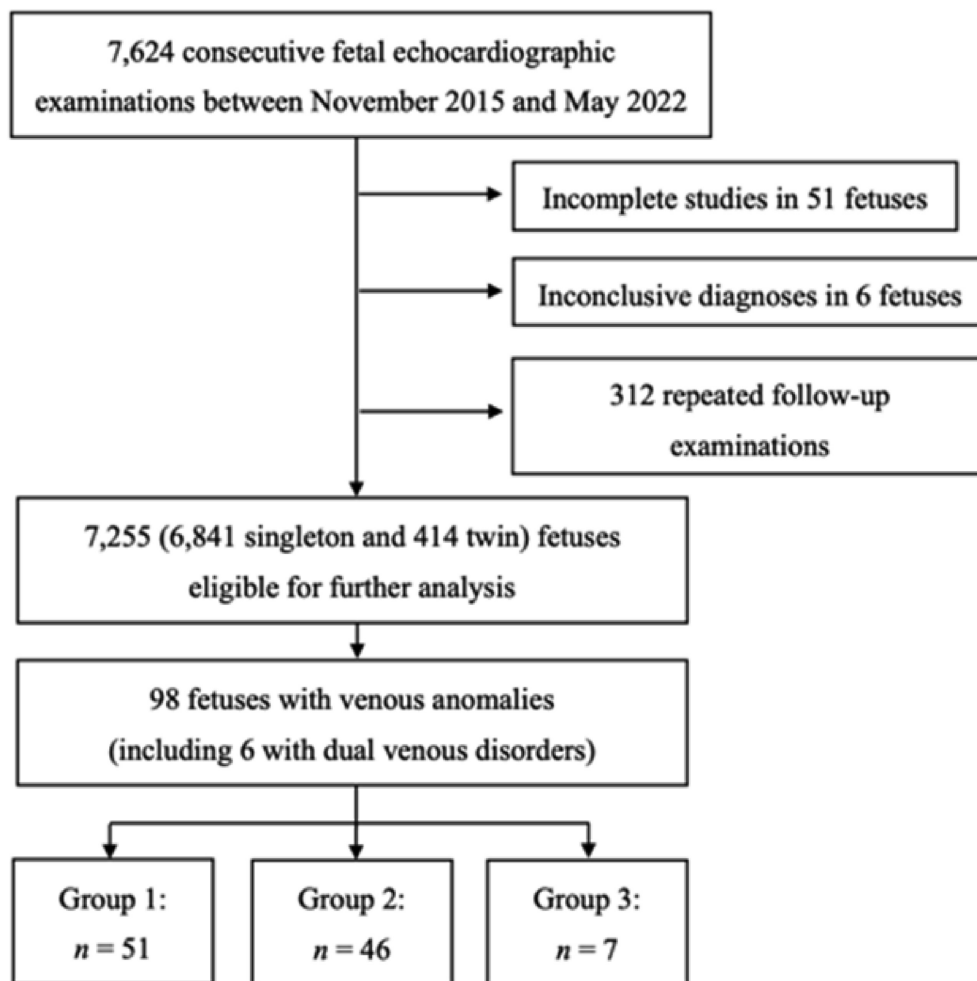 7,624 consecutive fetal echocardiographic
examinations between November 2015 and May 2022
Incomplete studies in 51 fetuses
Inconclusive diagnoses in 6 fetuses
312 repeated follow-up
examinations
7,255 (6,841 singleton and 414 twin) fetuses
eligible for further analysis
98 fetuses with venous anomalies
(including 6 with dual venous disorders)
Group 1:
n = 51
Group 2:
n = 46
Group 3:
n = 7